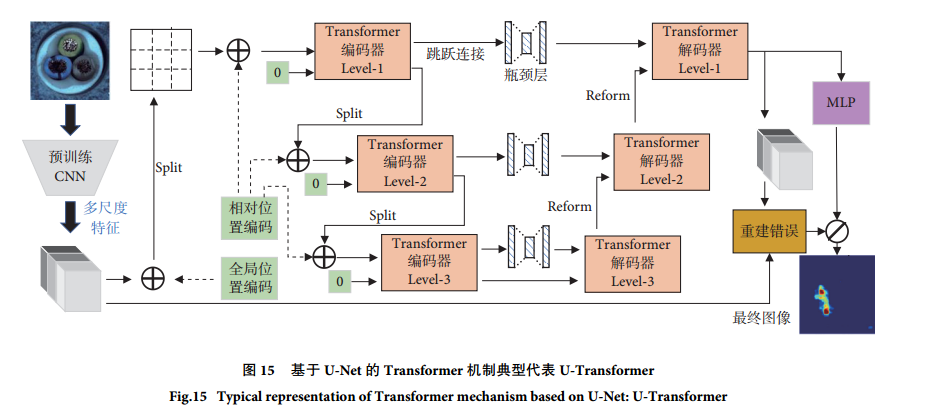 Transformer
编码器
Level-1
跳跃连接
瓶颈层
Transformer
解码器
Level-1
0
Split
Reform
MLP
预训练
CNN
Split
Transformer
编码器
Level-2
0
Transformer
解码器
Level-2
多尺度
特征
相对位
置编码
Split
Reform
重建错误
全局位
置编码
Transformer
编码器
Level-3
0
Transformer
解码器
Level-3
最终图像
图 15 基于 U-Net 的 Transformer 机制典型代表 U-Transformer
Fig.15 Typical representation of Transformer mechanism based on U-Net: U-Transformer